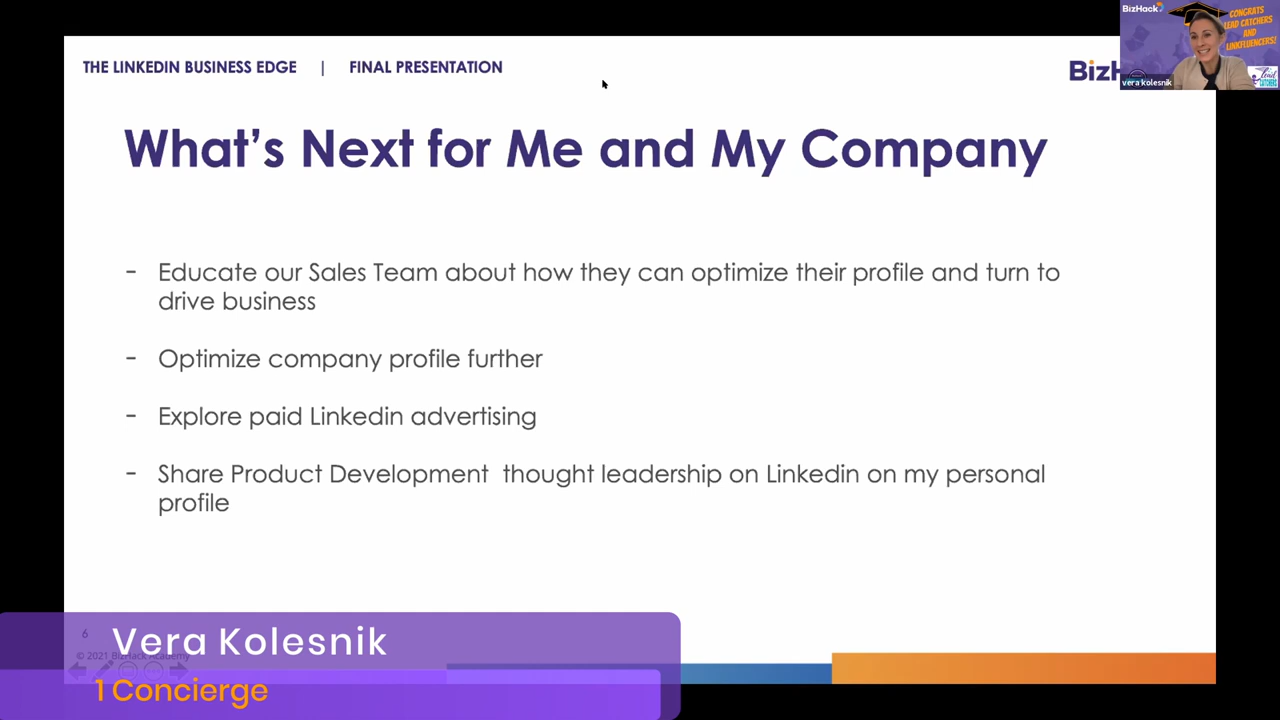 THE LINKEDIN BUSINESS EDGE | FINAL PRESENTATION
BizH
BizHack
CONGRATS
LEAD CATCHERS
AND
LINKFLUENCERS!
vera kolesnik
What's Next for Me and My Company
- Educate our Sales Team about how they can optimize their profile and turn to
drive business
- Optimize company profile further
- Explore paid Linkedin advertising
- Share Product Development thought leadership on Linkedin on my personal
profile
6
Vera Kolesnik
© 2021 BizHack Academy
1 Concierge